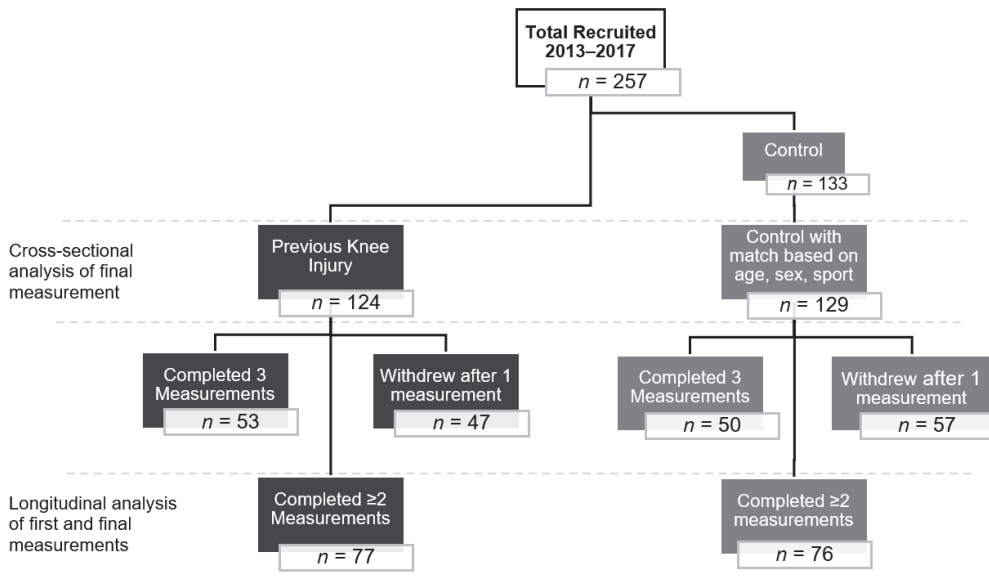 Total Recruited
2013–2017
n = 257
Control
n = 133
Cross-sectional
analysis of final
measurement
Previous Knee
Injury
n = 124
Control with
match based on
age, sex, sport
n = 129
Completed 3
Measurements
n = 53
Withdrew after 1
measurement
n = 47
Completed 3
Measurements
n = 50
Withdrew after 1
measurement
n = 57
Longitudinal analysis
of first and final
measurements
Completed ≥2
Measurements
n = 77
Completed ≥2
measurements
n = 76